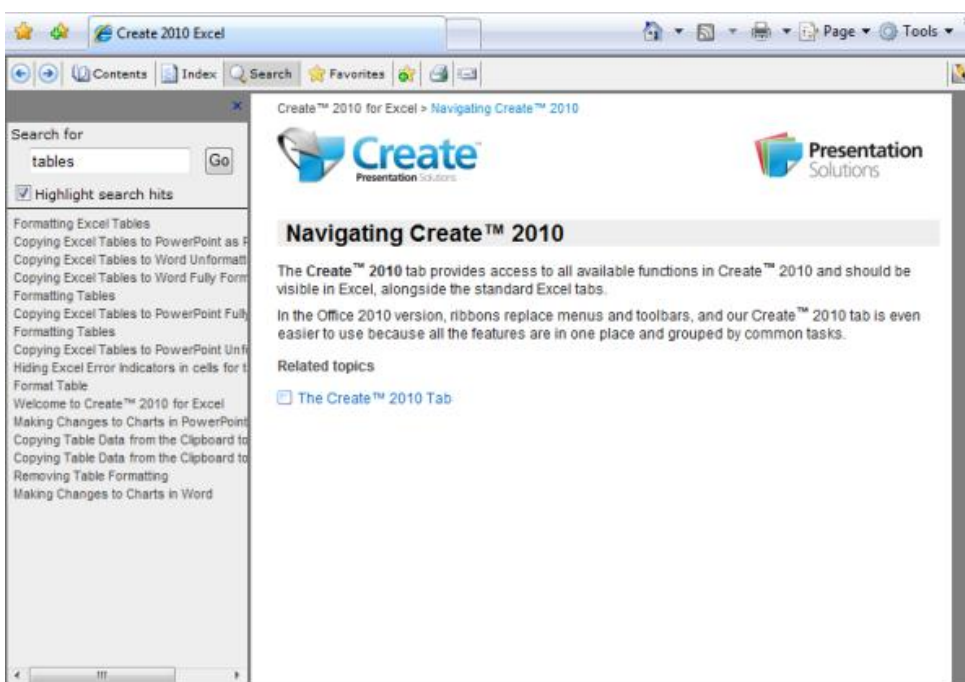 Create 2010 Excel
Page Tools
Contents Index Search Favorites
Search for
tables Go
Highlight search hits
Formatting Excel Tables
Copying Excel Tables to PowerPoint as
Copying Excel Tables to Word Unformatt
Copying Excel Tables to Word Fully Form
Formatting Tables
Copying Excel Tables to PowerPoint Fully
Formatting Tables
Copying Excel Tables to PowerPoint Unf
Hiding Excel Error Indicators in cells for t
Format Table
Welcome to Create™ 2010 for Excel
Making Changes to Charts in PowerPoint
Copying Table Data from the Clipboard to
Copying Table Data from the Clipboard to
Removing Table Formatting
Making Changes to Charts in Word
Create™ 2010 for Excel > Navigating Create™ 2010
Create™
Presentation Solutions
Presentation
Solutions
Navigating Create™ 2010
The Create™ 2010 tab provides access to all available functions in Create™ 2010 and should be
visible in Excel, alongside the standard Excel tabs.
In the Office 2010 version, ribbons replace menus and toolbars, and our Create™ 2010 tab is even
easier to use because all the features are in one place and grouped by common tasks.
Related topics
The Create™ 2010 Tab